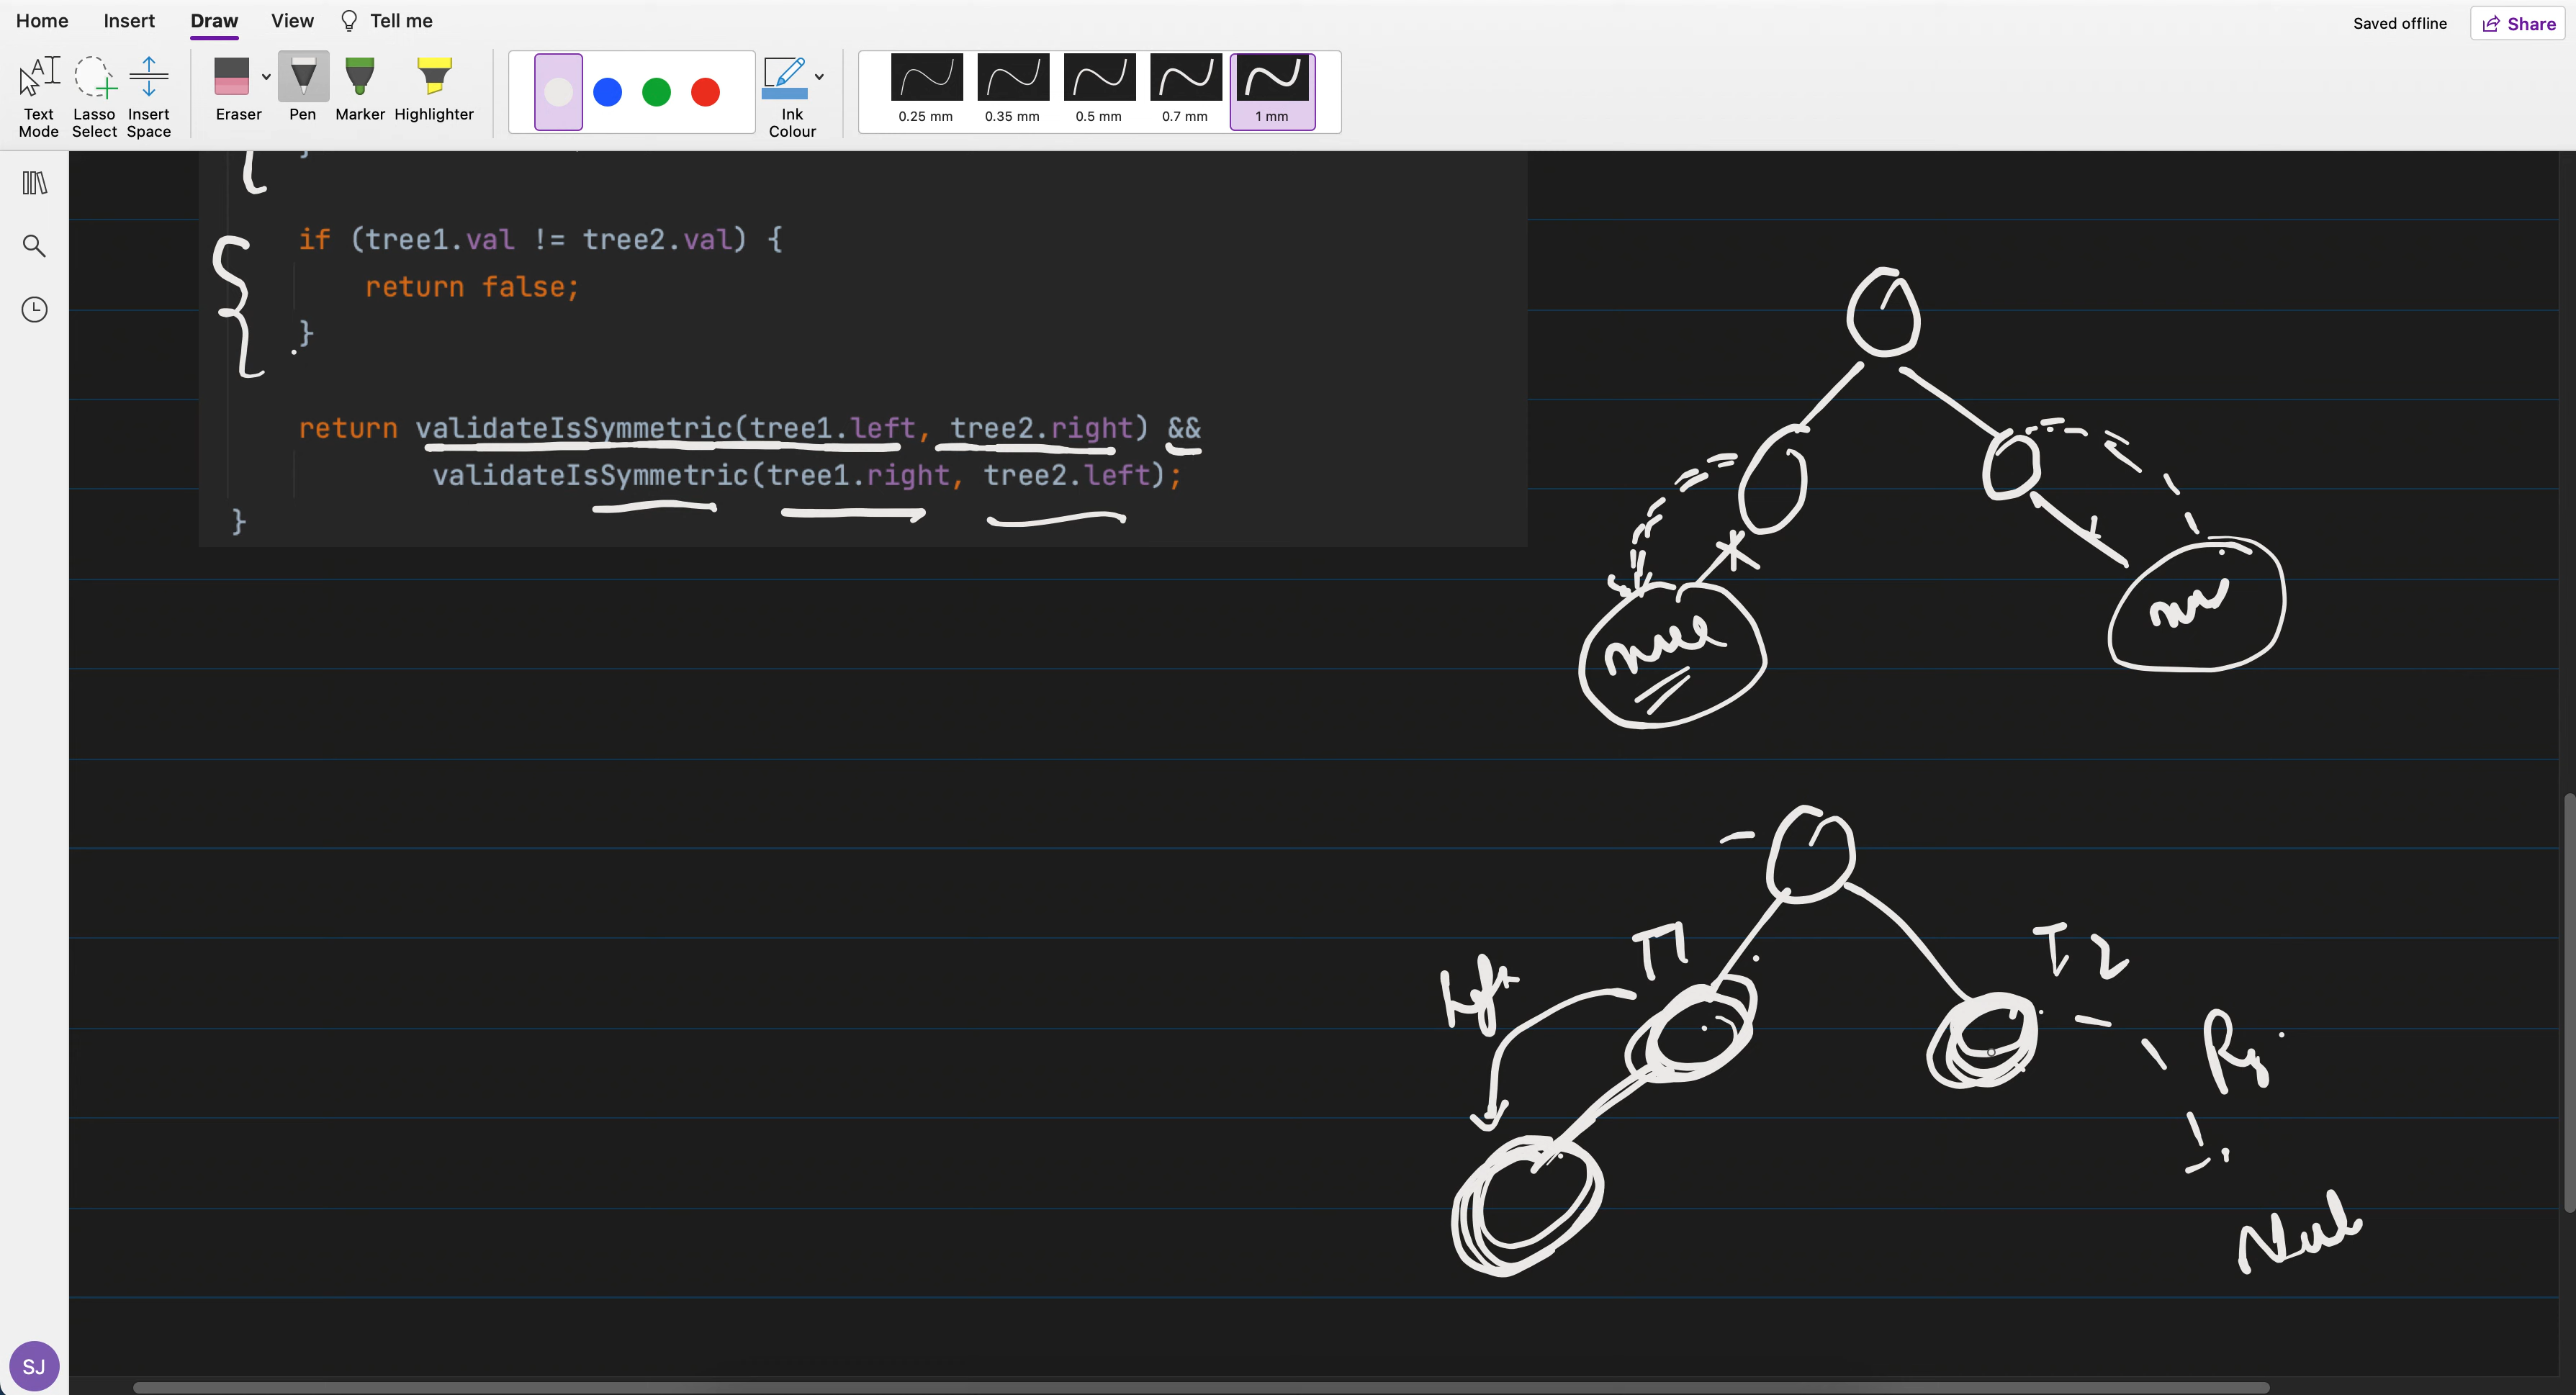 Home Insert Draw View Tell me Saved offline Share
Text Mode
Lasso Select
Insert Space
Eraser
Pen
Marker
Highlighter
Ink Colour
0.25 mm
0.35 mm
0.5 mm
0.7 mm
1 mm
}
if (tree1.val != tree2.val) {
return false;
}
return validateIsSymmetric(tree1.left, tree2.right) &&
validateIsSymmetric(tree1.right, tree2.left);
}
null
T1
T2
Left
Null
SJ